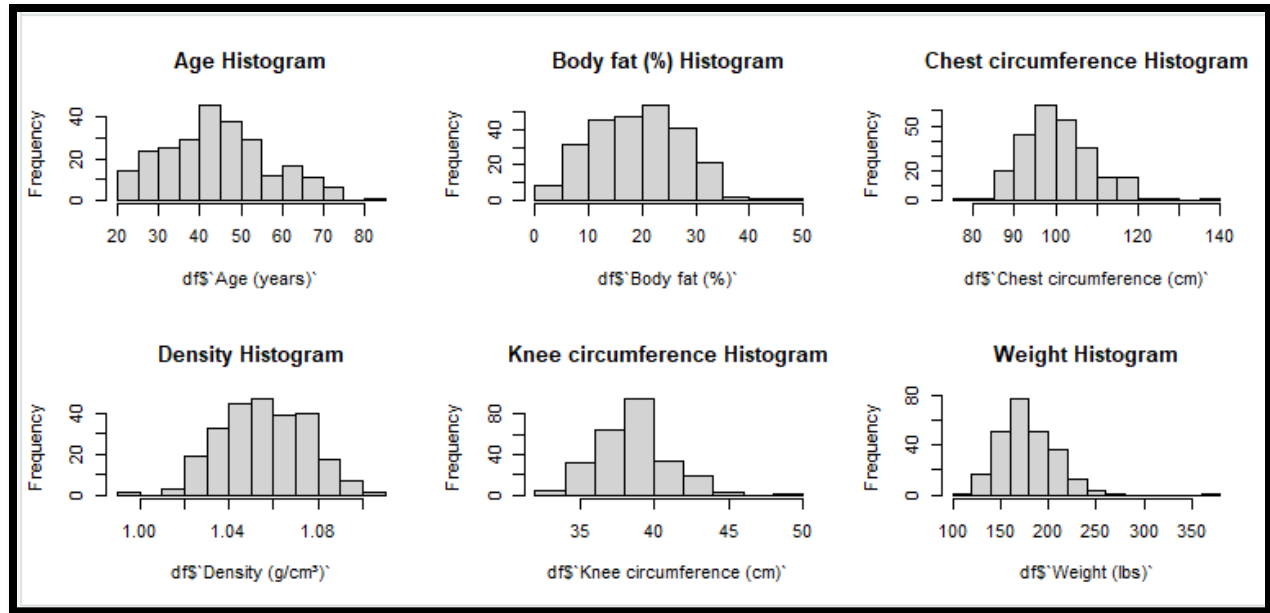 Age Histogram
Frequency
0 20 40
20 30 40 50 60 70 80
df$`Age (years)`
Body fat (%) Histogram
Frequency
0 20 40
0 10 20 30 40 50
df$`Body fat (%)`
Chest circumference Histogram
Frequency
0 20 50
80 90 100 120 140
df$`Chest circumference (cm)`
Density Histogram
Frequency
0 20 40
1.00 1.04 1.08
df$`Density (g/cm³)`
Knee circumference Histogram
Frequency
0 40 80
35 40 45 50
df$`Knee circumference (cm)`
Weight Histogram
Frequency
0 40 80
100 150 200 250 350
df$`Weight (lbs)`